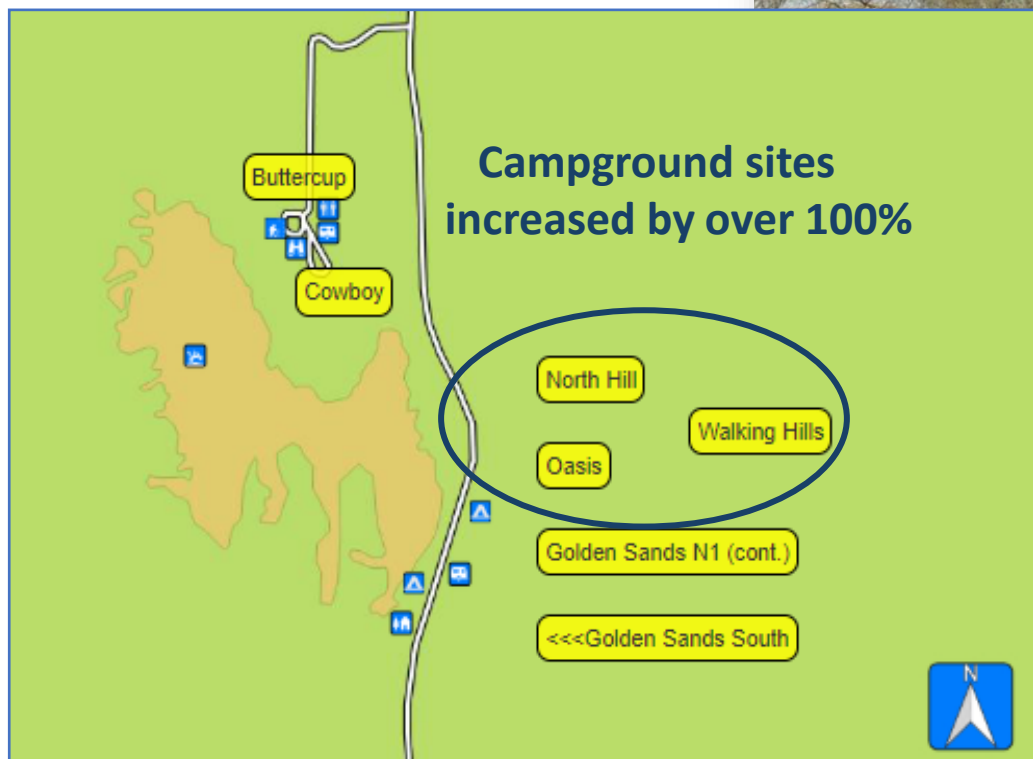 Campground sites
increased by over 100%
Buttercup
Cowboy
North Hill
Walking Hills
Oasis
Golden Sands N1 (cont.)
<<<Golden Sands South
N